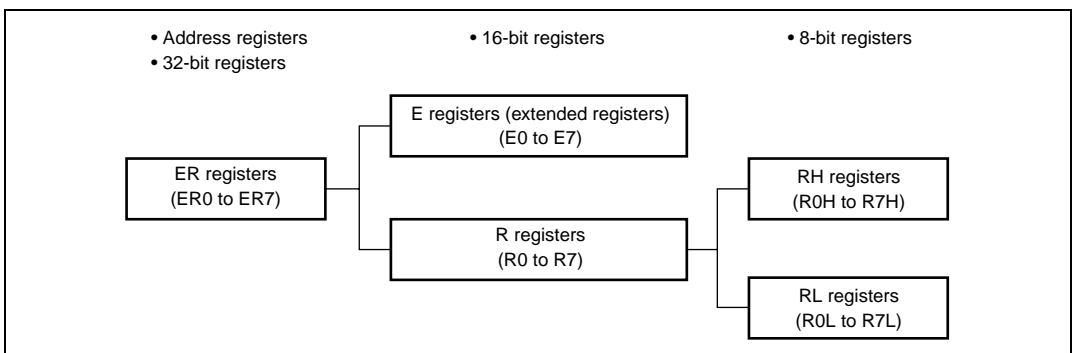 • Address registers
• 32-bit registers
• 16-bit registers
• 8-bit registers
E registers (extended registers)
(E0 to E7)
ER registers
(ER0 to ER7)
R registers
(R0 to R7)
RH registers
(R0H to R7H)
RL registers
(R0L to R7L)